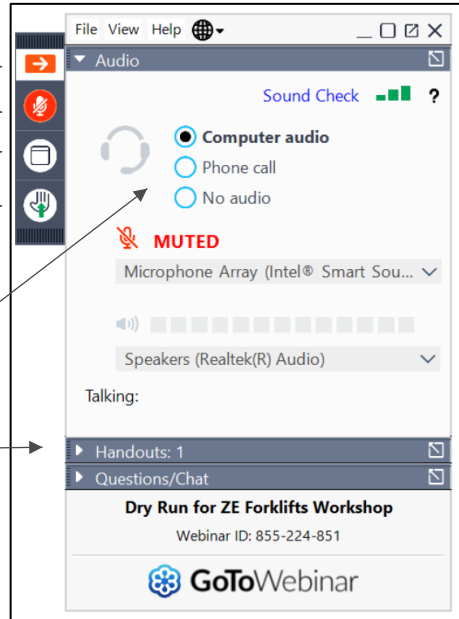 File View Help
Audio
Sound Check ?
Computer audio
Phone call
No audio
MUTED
Microphone Array (Intel® Smart Sou...
Speakers (Realtek(R) Audio)
Talking:
Handouts: 1
Questions/Chat
Dry Run for ZE Forklifts Workshop
Webinar ID: 855-224-851
GoToWebinar